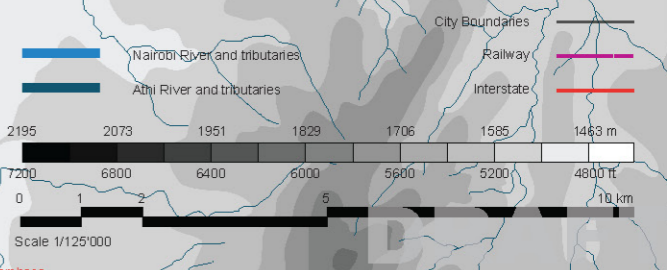 City Boundaries
Nairobi River and tributaries Railway
Athi River and tributaries Interstate
2195 2073 1951 1829 1706 1585 1463 m
7200 6800 6400 6000 5600 5200 4800 ft
0 1 2 5 10 km
Scale 1/125'000